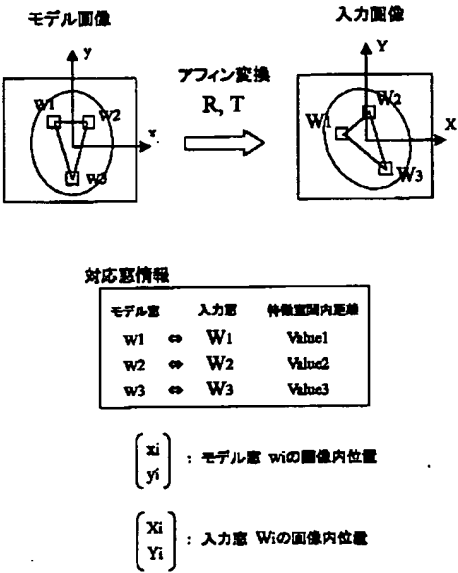 モデル画像
入力画像
y
x
w1
w2
w3
アフィン変換
R, T
Y
X
W1
W2
W3
対応窓情報
モデル窓 入力窓 特徴空間内距離
w1 ⇔ W1 Value1
w2 ⇔ W2 Value2
w3 ⇔ W3 Value3
xi
yi
: モデル窓 wiの画像内位置
Xi
Yi
: 入力窓 Wiの画像内位置